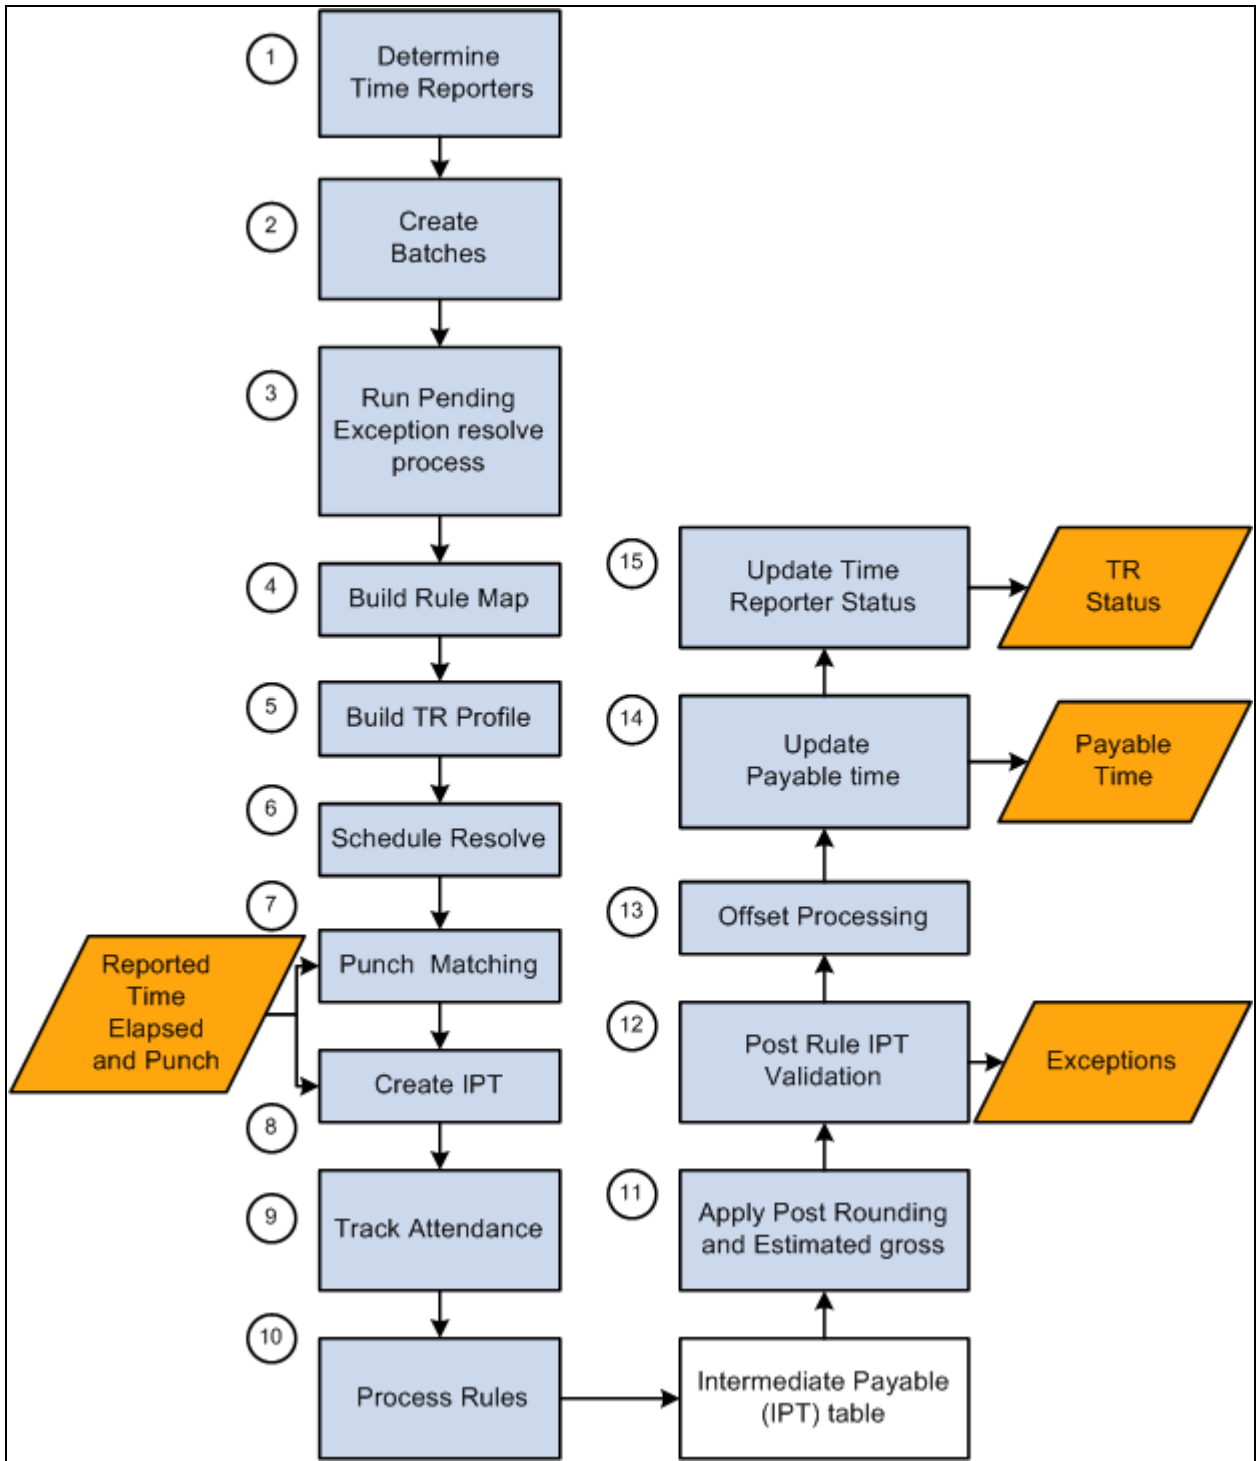 1
Determine
Time Reporters
2
Create
Batches
3
Run Pending
Exception resolve
process
4
Build Rule Map
5
Build TR Profile
6
Schedule Resolve
7
Punch Matching
Reported
Time
Elapsed
and Punch
Create IPT
8
9
Track Attendance
10
Process Rules
Intermediate Payable
(IPT) table
11
Apply Post Rounding
and Estimated gross
12
Post Rule IPT
Validation
Exceptions
13
Offset Processing
14
Update
Payable time
Payable
Time
15
Update Time
Reporter Status
TR
Status